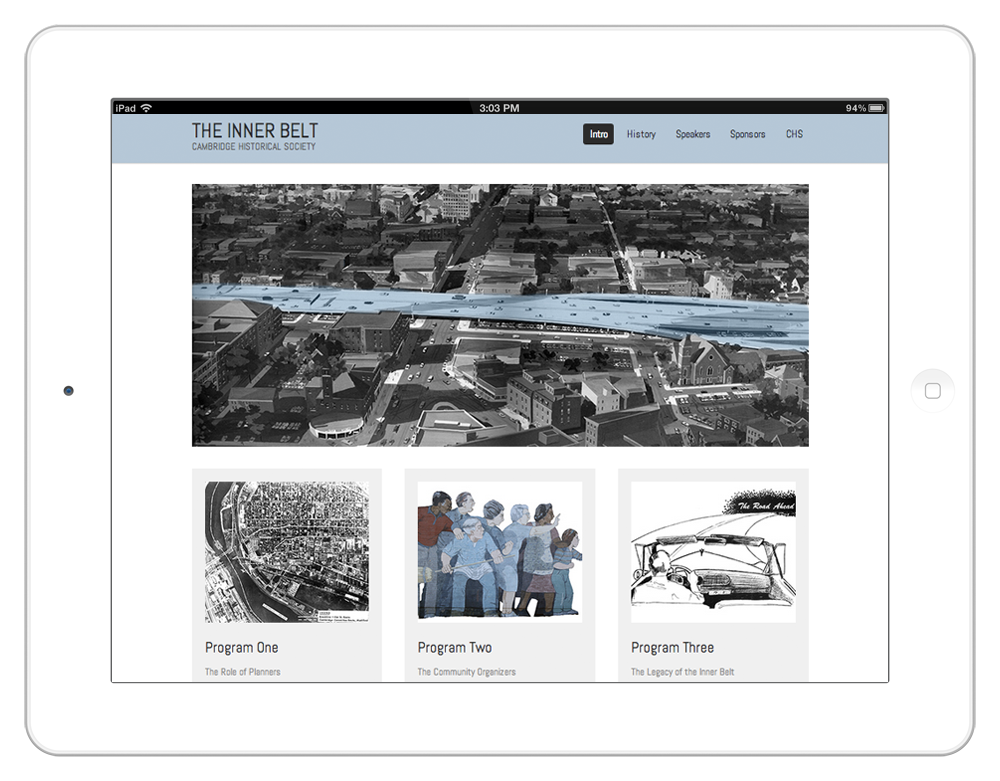 iPad
3:03 PM
94%
THE INNER BELT
CAMBRIDGE HISTORICAL SOCIETY
Intro
History
Speakers
Sponsors
CHS
The Road Ahead
Program One
Program Two
Program Three
The Role of Planners
The Community Organizers
The Legacy of the Inner Belt